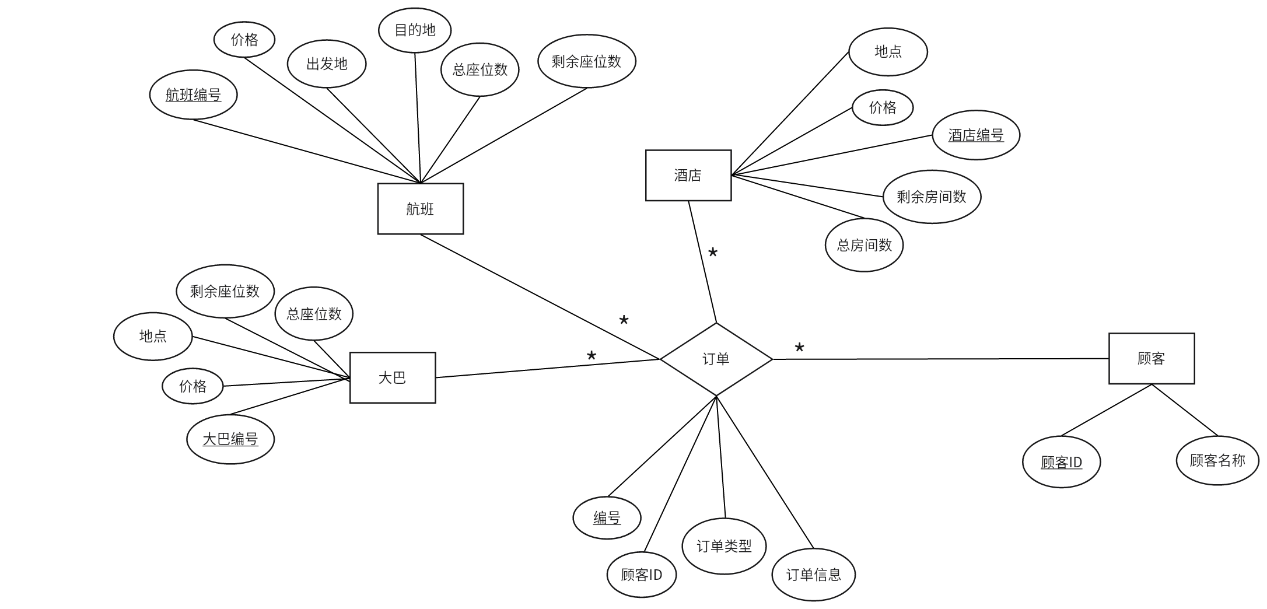 价格
出发地
目的地
总座位数
剩余座位数
航班编号
航班
地点
价格
酒店编号
剩余房间数
总房间数
酒店
*
剩余座位数
总座位数
地点
价格
大巴编号
大巴
*
*
订单
*
顾客
顾客ID
顾客名称
编号
顾客ID
订单类型
订单信息